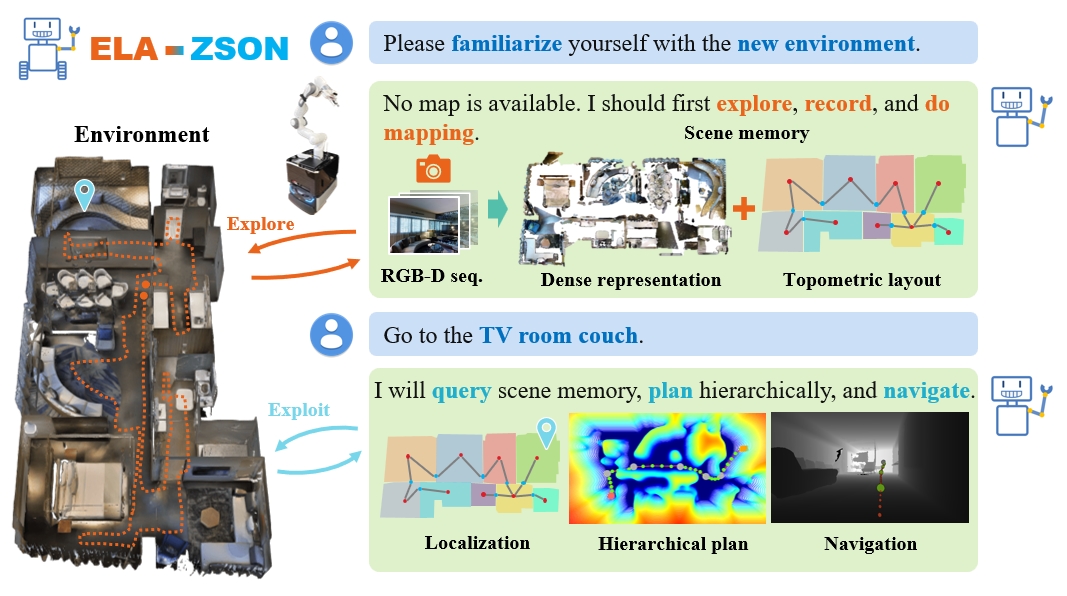 ELA - ZSON
Please familiarize yourself with the new environment.
No map is available. I should first explore, record, and do
mapping.
Scene memory
Environment
Explore
RGB-D seq.
Dense representation
Topometric layout
Go to the TV room couch.
I will query scene memory, plan hierarchically, and navigate.
Exploit
Localization
Hierarchical plan
Navigation